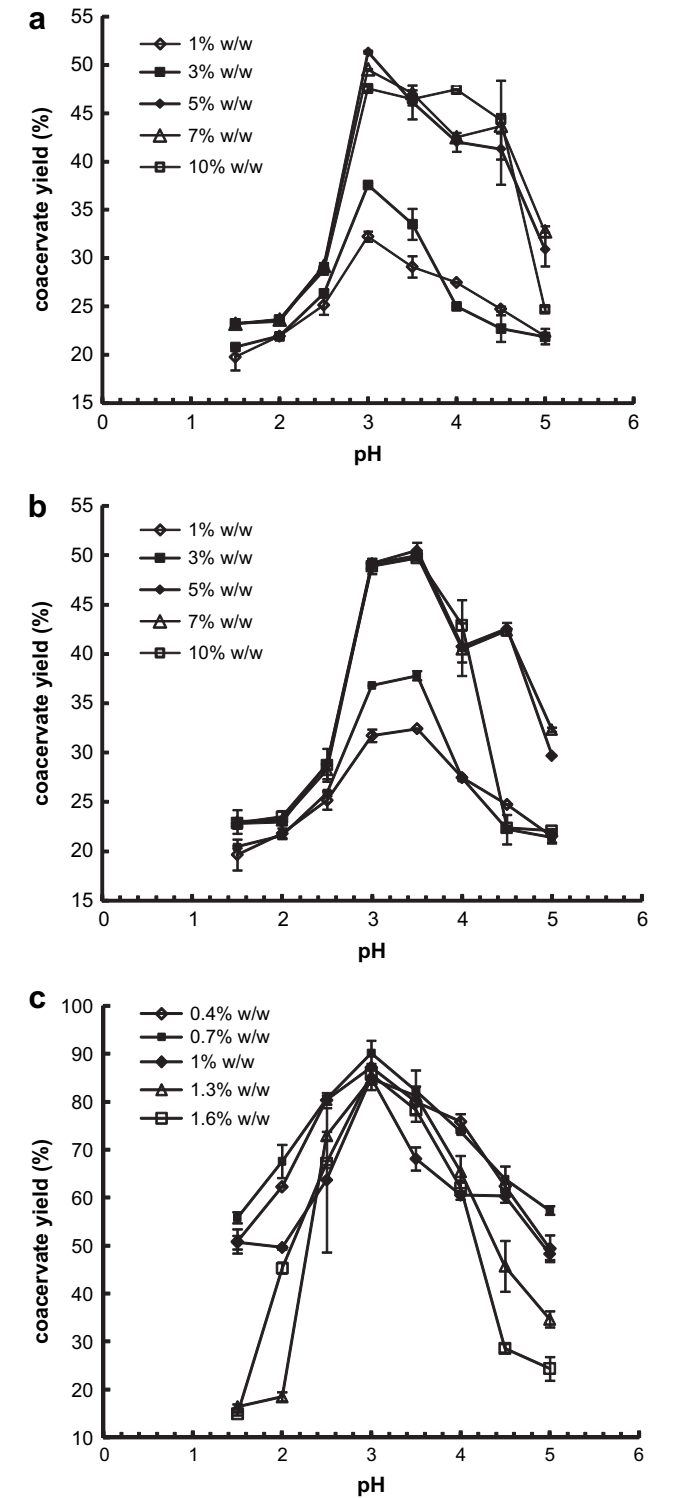 a
55
50
45
40
35
30
25
20
15
coacervate yield (%)
1% w/w
3% w/w
5% w/w
7% w/w
10% w/w
0 1 2 3 4 5 6
pH
b
55
50
45
40
35
30
25
20
15
coacervate yield (%)
1% w/w
3% w/w
5% w/w
7% w/w
10% w/w
0 1 2 3 4 5 6
pH
c
100
90
80
70
60
50
40
30
20
10
coacervate yield (%)
0.4% w/w
0.7% w/w
1% w/w
1.3% w/w
1.6% w/w
0 1 2 3 4 5 6
pH